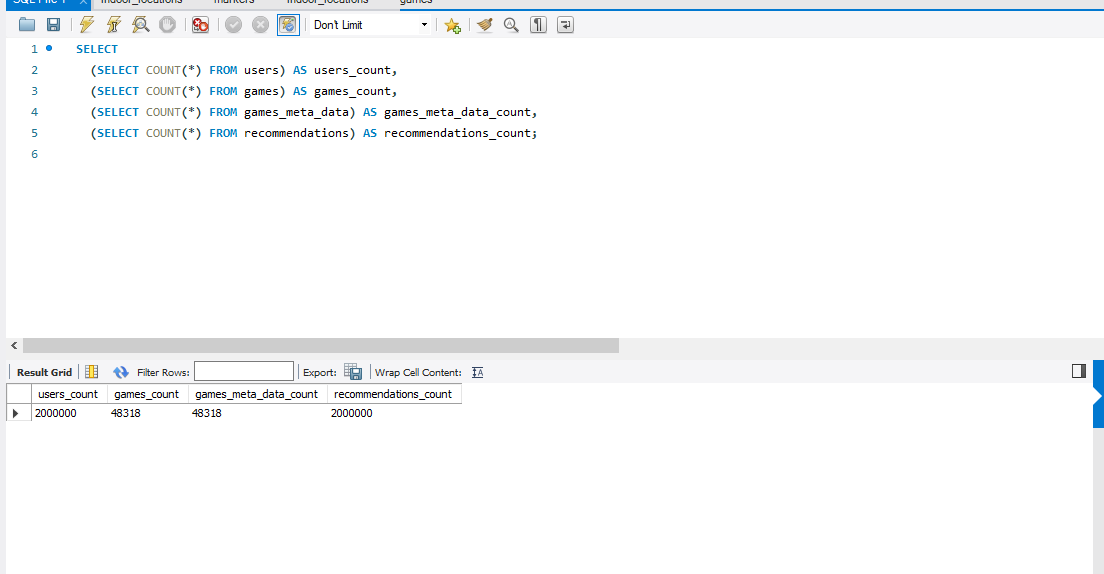 SQL File 1 indoor_locations markers indoor_locations games
Don't Limit
1 SELECT
2 (SELECT COUNT(*) FROM users) AS users_count,
3 (SELECT COUNT(*) FROM games) AS games_count,
4 (SELECT COUNT(*) FROM games_meta_data) AS games_meta_data_count,
5 (SELECT COUNT(*) FROM recommendations) AS recommendations_count;
6
Result Grid Filter Rows: Export: Wrap Cell Content:
users_count games_count games_meta_data_count recommendations_count
2000000 48318 48318 2000000